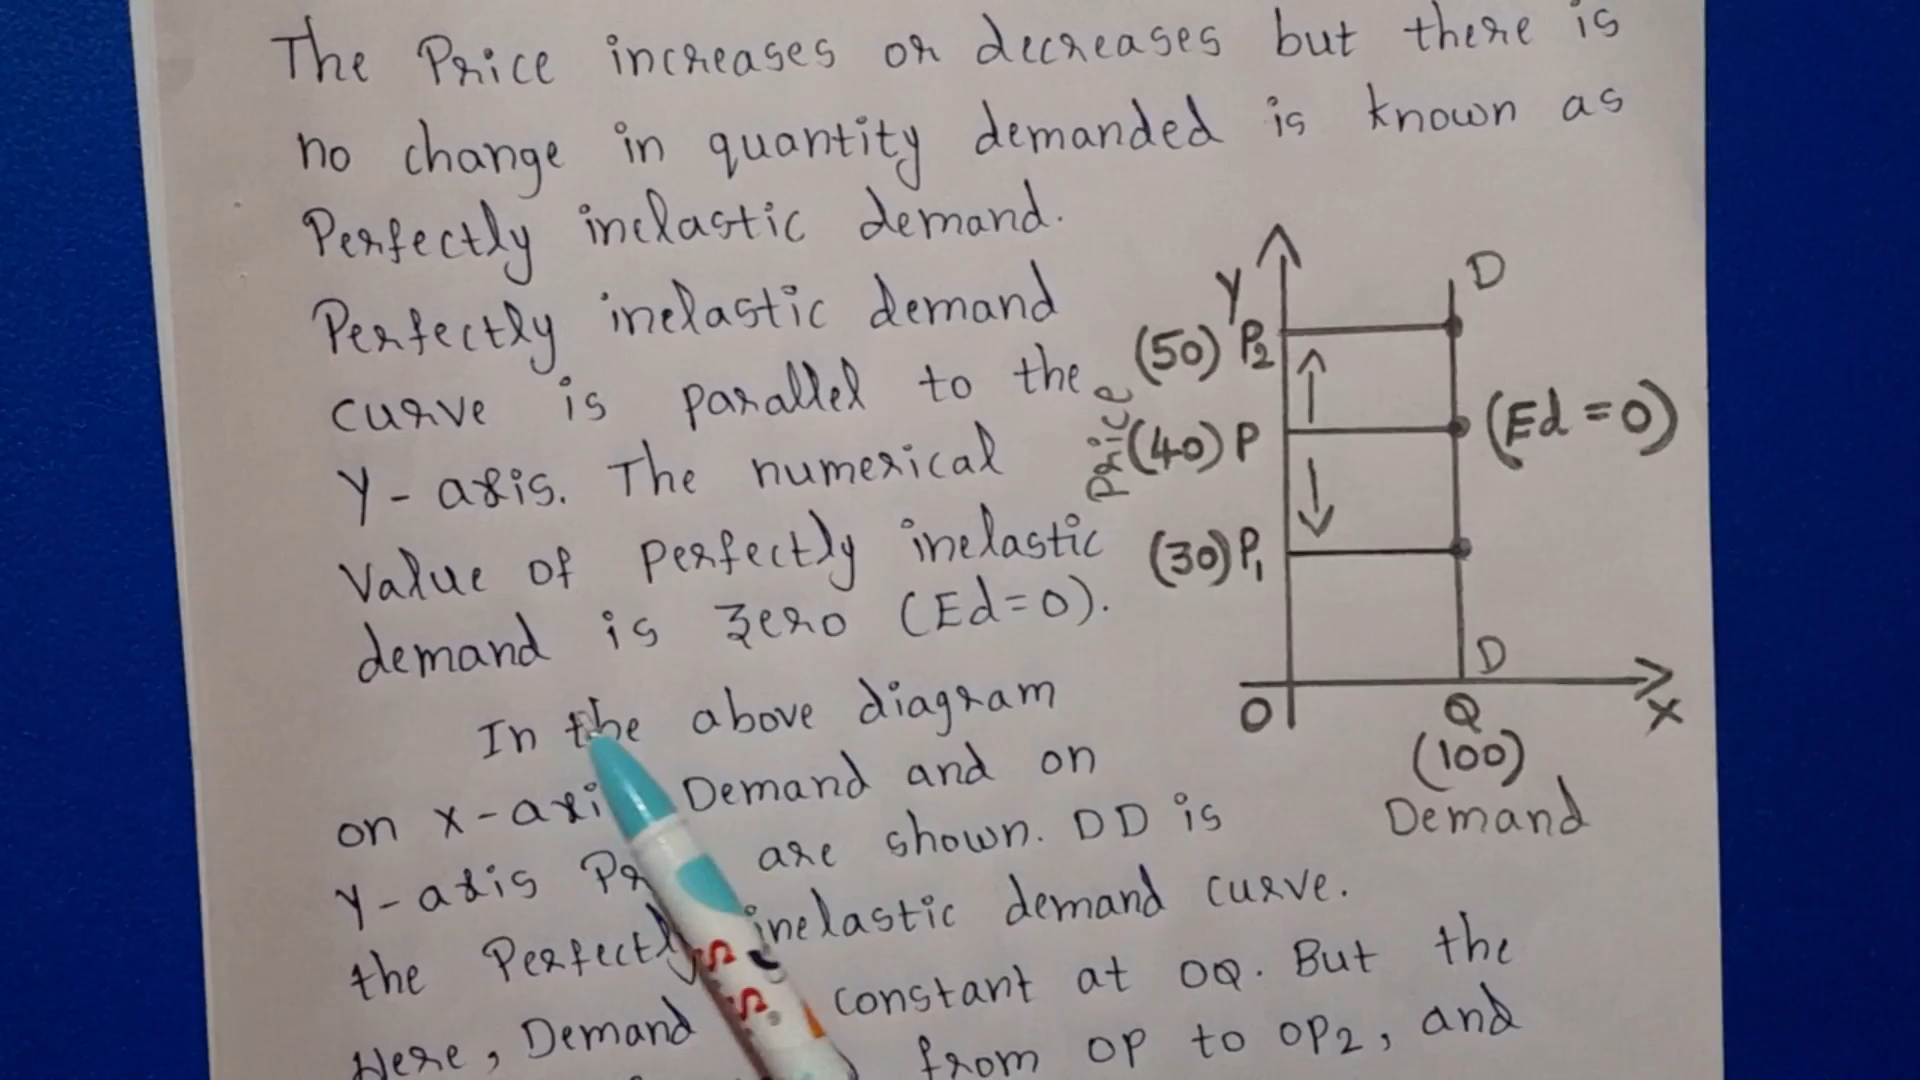 The Price increases or decreases but there is
no change in quantity demanded is known as
Perfectly inelastic demand.
Perfectly inelastic demand
curve is parallel to the
Y-axis. The numerical
Value of Perfectly inelastic
demand is zero (Ed=0).
In the above diagram
on x-axis Demand and on
Y-axis are shown. DD is
the Perfectly inelastic demand curve.
Here, Demand constant at OQ. But the
from OP to OP2, and
Y
D
(50) P2
Price
(40) P
(Ed=0)
(30) P1
D
O
Q
X
(100)
Demand